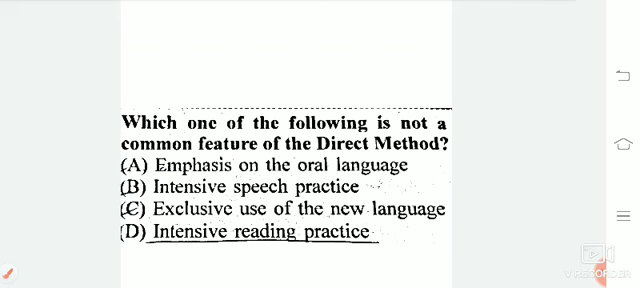 Which one of the following is not a
common feature of the Direct Method?
(A) Emphasis on the oral language
(B) Intensive speech practice
(C) Exclusive use of the new language
(D) Intensive reading practice
V RECORDER